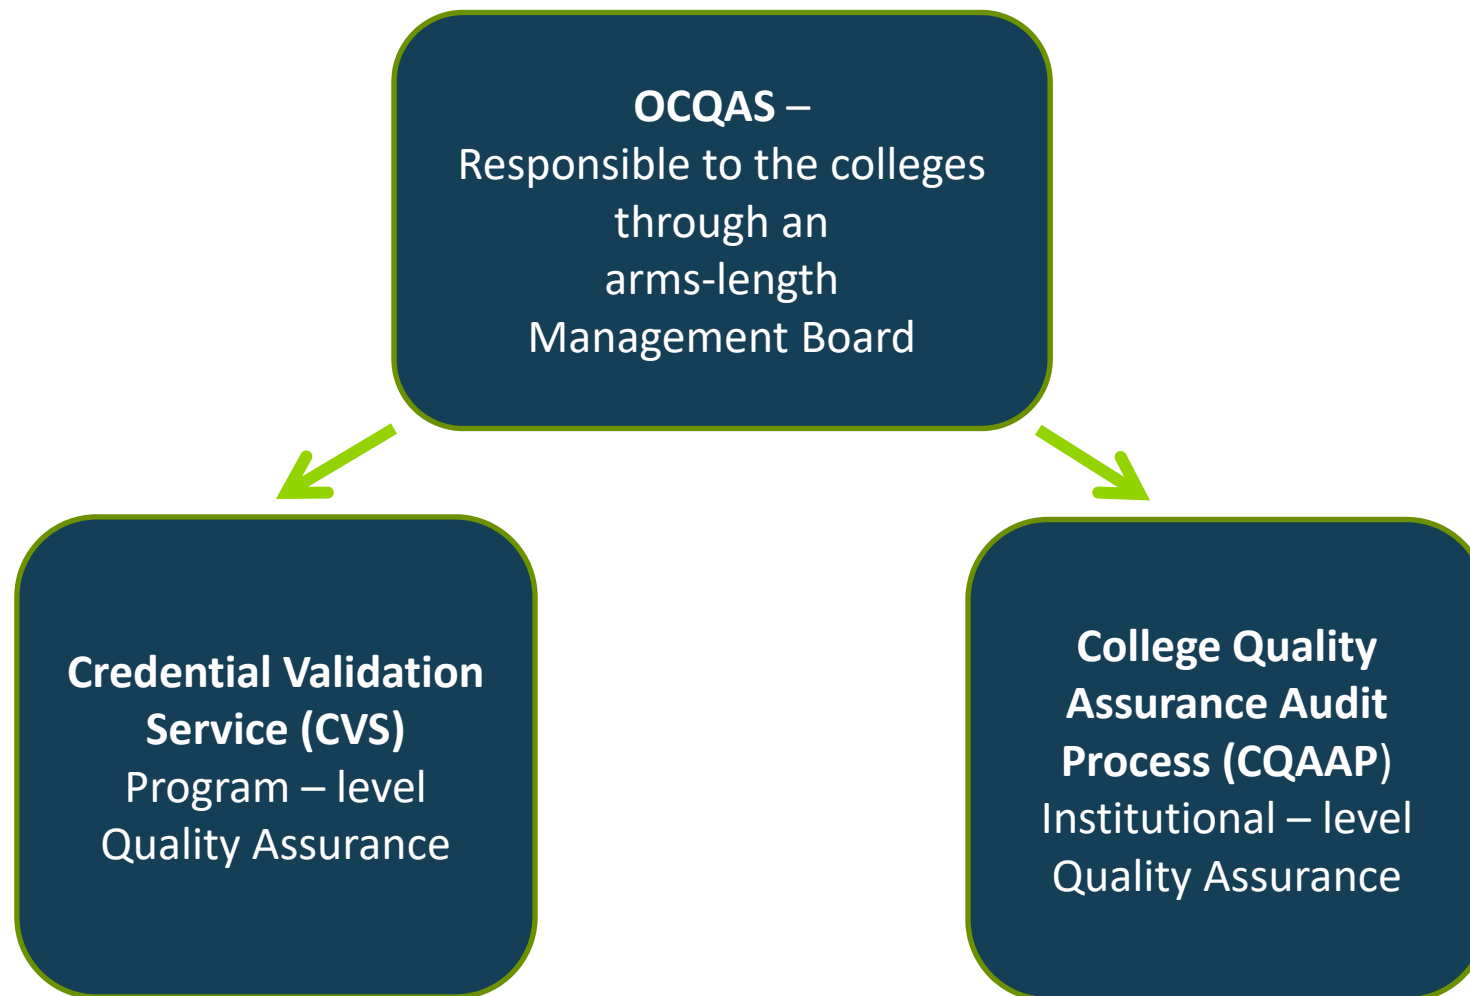 OCQAS –
Responsible to the colleges
through an
arms-length
Management Board
Credential Validation
Service (CVS)
Program – level
Quality Assurance
College Quality
Assurance Audit
Process (CQAAP)
Institutional – level
Quality Assurance